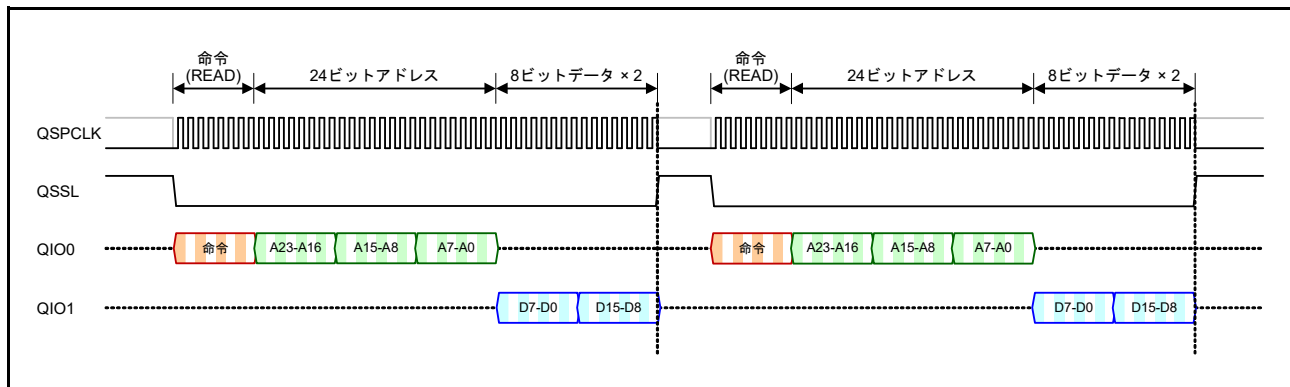 命令
(READ)
24ビットアドレス
8ビットデータ × 2
命令
(READ)
24ビットアドレス
8ビットデータ × 2
QSPCLK
QSSL
QIO0
命令
A23-A16
A15-A8
A7-A0
命令
A23-A16
A15-A8
A7-A0
QIO1
D7-D0
D15-D8
D7-D0
D15-D8